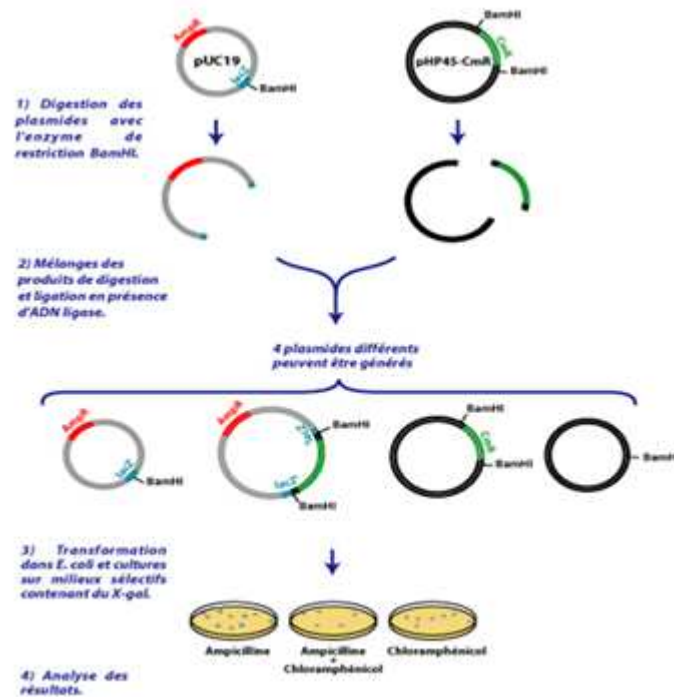 BamHI
AmpR
CmR
pUC19
pHP45-CmR
lacZ
BamHI
BamHI
1) Digestion des
plasmides avec
l'enzyme de
restriction BamHI.
2) Mélanges des
produits de digestion
et ligation en présence
d'ADN ligase.
4 plasmides différents
peuvent être générés
AmpR
lacZ
BamHI
AmpR
BamHI
lacZ'
BamHI
BamHI
CmR
BamHI
BamHI
3) Transformation
dans E. coli et cultures
sur milieux sélectifs
contenant du X-gal.
Ampicilline
Ampicilline
+
Chloramphénicol
Chloramphénicol
4) Analyse des
résultats.